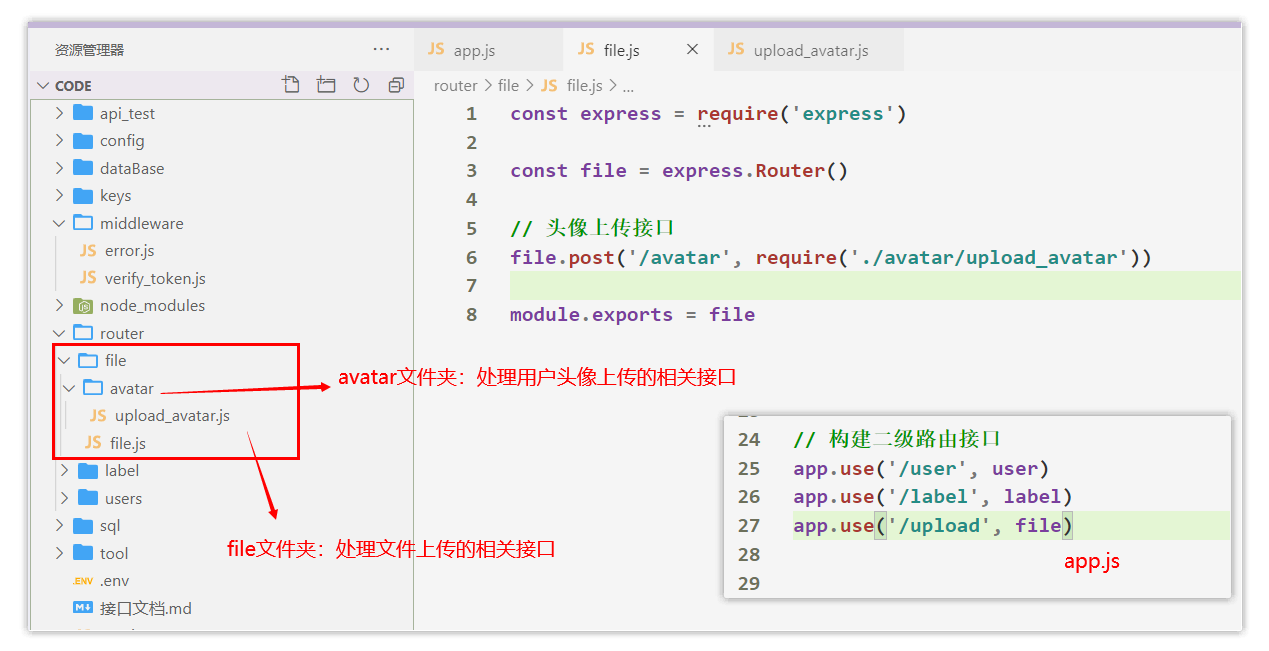 资源管理器
···
CODE
api_test
config
dataBase
keys
middleware
JS error.js
JS verify_token.js
node_modules
router
file
avatar
JS upload_avatar.js
JS file.js
label
users
sql
tool
.ENV .env
M 接口文档.md
JS app.js
JS file.js
JS upload_avatar.js
router > file > JS file.js > ...
1 const express = require('express')
2
3 const file = express.Router()
4
5 // 头像上传接口
6 file.post('/avatar', require('./avatar/upload_avatar'))
7
8 module.exports = file
avatar文件夹：处理用户头像上传的相关接口
file文件夹：处理文件上传的相关接口
24 // 构建二级路由接口
25 app.use('/user', user)
26 app.use('/label', label)
27 app.use('/upload', file)
28
29
app.js